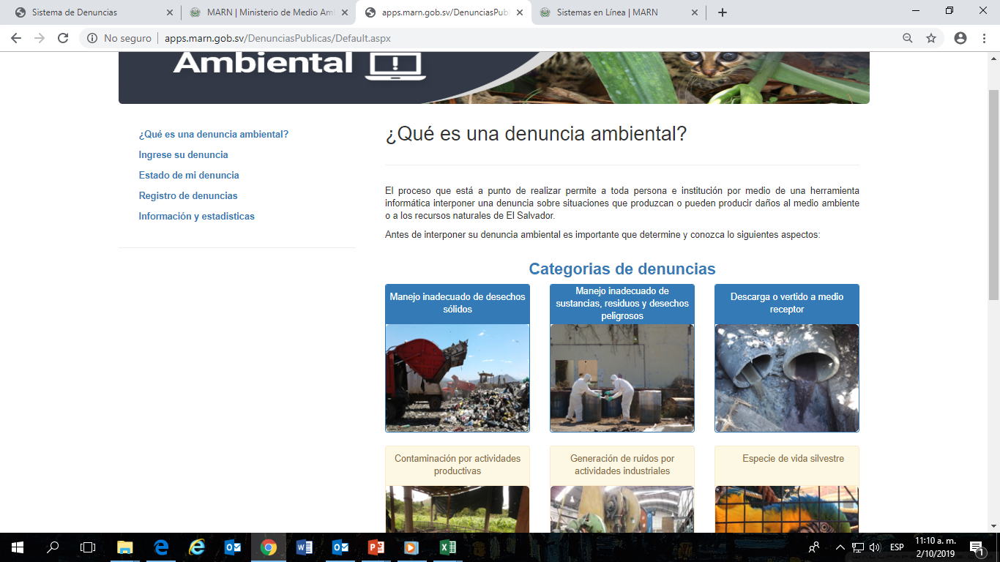 Sistema de Denuncias
MARN | Ministerio de Medio Am
apps.marn.gob.sv/DenunciasPubl
Sistemas en Línea | MARN
No seguro
apps.marn.gob.sv/DenunciasPublicas/Default.aspx
Ambiental
¿Qué es una denuncia ambiental?
Ingrese su denuncia
Estado de mi denuncia
Registro de denuncias
Información y estadisticas
¿Qué es una denuncia ambiental?
El proceso que está a punto de realizar permite a toda persona e institución por medio de una herramienta
informática interponer una denuncia sobre situaciones que produzcan o pueden producir daños al medio ambiente
o a los recursos naturales de El Salvador.
Antes de interponer su denuncia ambiental es importante que determine y conozca lo siguientes aspectos:
Categorias de denuncias
Manejo inadecuado de desechos
sólidos
Manejo inadecuado de
sustancias, residuos y desechos
peligrosos
Descarga o vertido a medio
receptor
Contaminación por actividades
productivas
Generación de ruidos por
actividades industriales
Especie de vida silvestre
ESP
11:10 a. m.
2/10/2019
1